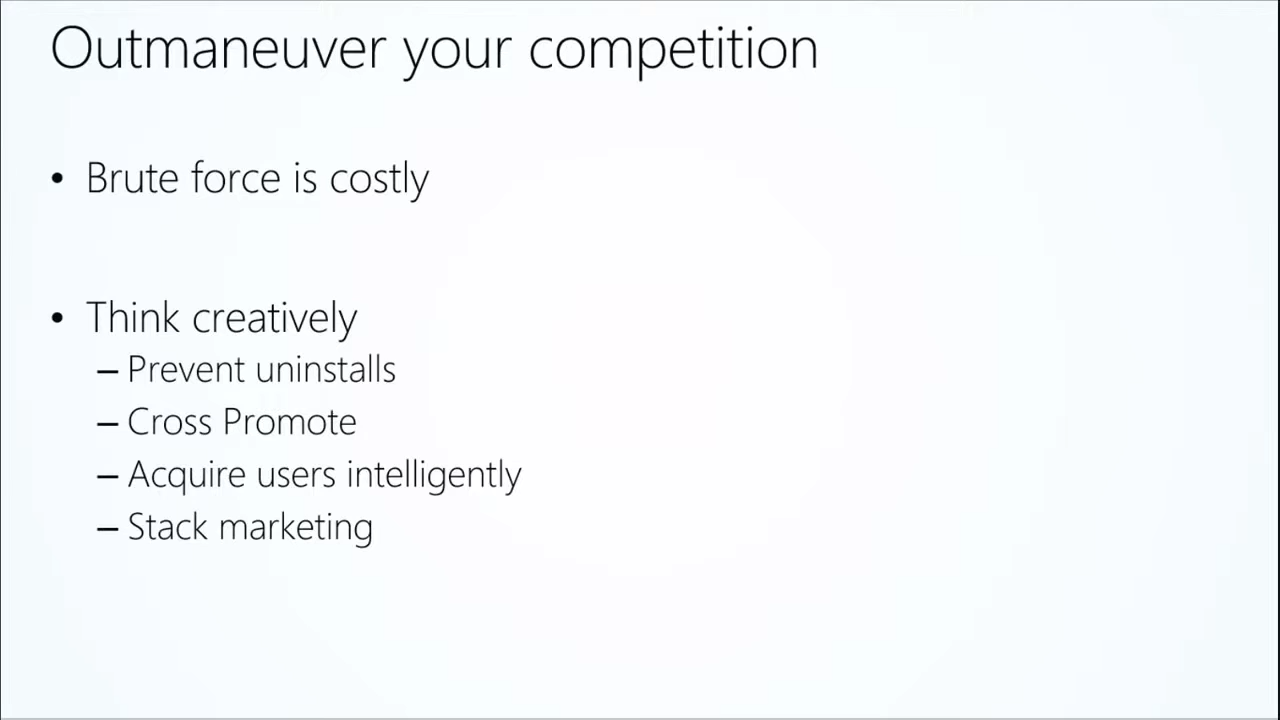 Outmaneuver your competition
• Brute force is costly
• Think creatively
– Prevent uninstalls
– Cross Promote
– Acquire users intelligently
– Stack marketing